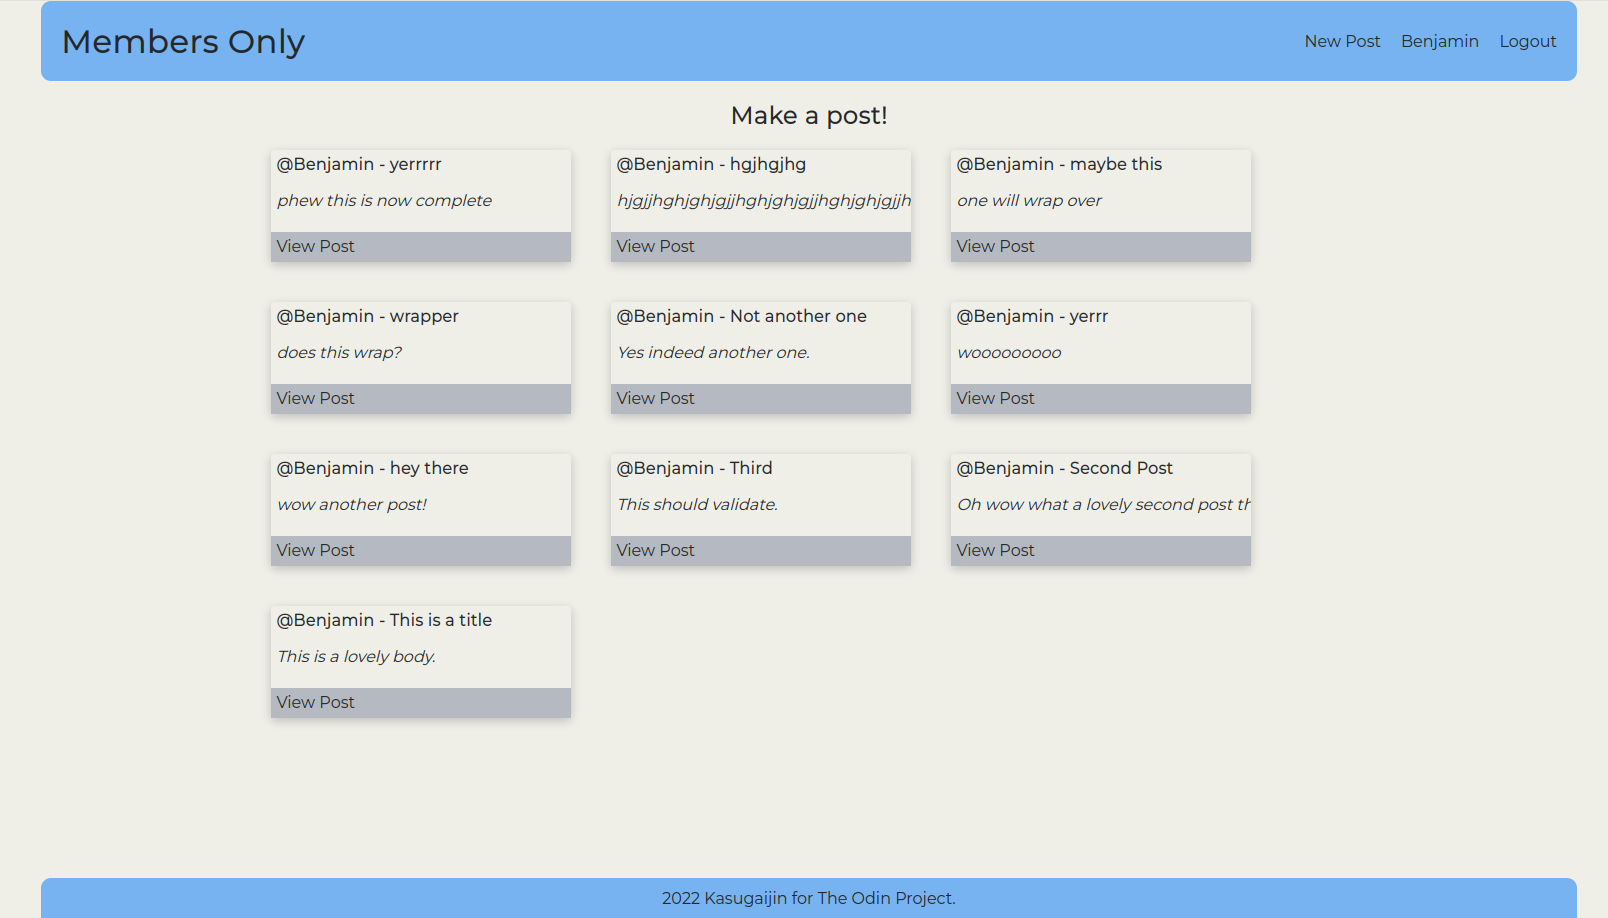 Members Only
New Post Benjamin Logout
Make a post!
@Benjamin - yerrrrr
phew this is now complete
View Post
@Benjamin - hgjhgjhg
hjgjjhghjghjgjjhghjghjgjjhghjghjgjjh
View Post
@Benjamin - maybe this
one will wrap over
View Post
@Benjamin - wrapper
does this wrap?
View Post
@Benjamin - Not another one
Yes indeed another one.
View Post
@Benjamin - yerrr
wooooooooo
View Post
@Benjamin - hey there
wow another post!
View Post
@Benjamin - Third
This should validate.
View Post
@Benjamin - Second Post
Oh wow what a lovely second post th
View Post
@Benjamin - This is a title
This is a lovely body.
View Post
2022 Kasugaijin for The Odin Project.